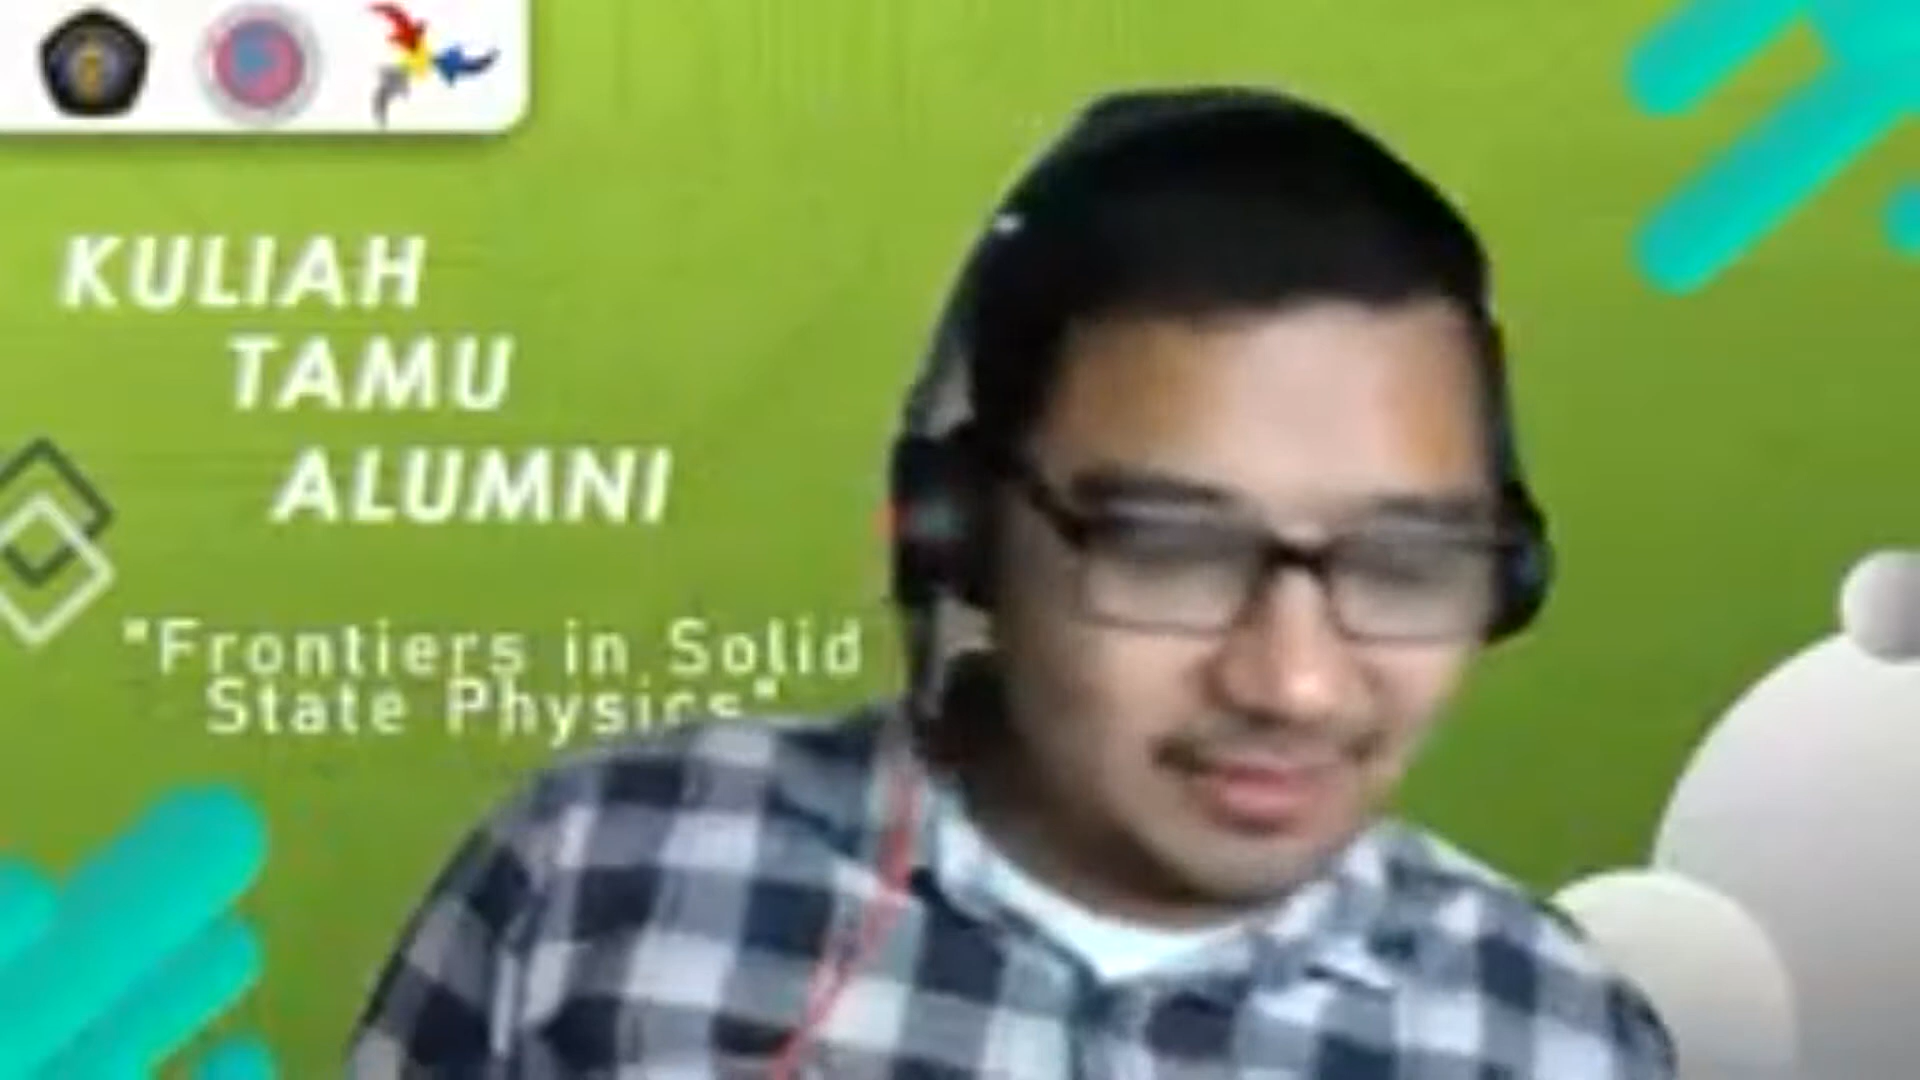 KULIAH
TAMU
ALUMNI
"Frontiers in Solid
State Physics"